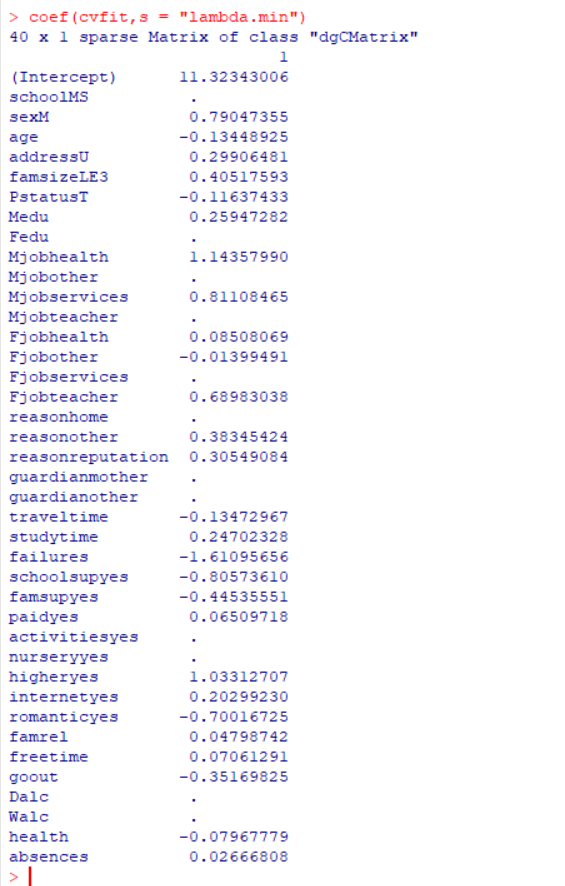 > coef(cvfit,s = "lambda.min")
40 x 1 sparse Matrix of class "dgCMatrix"
                           1
(Intercept)      11.32343006
schoolMS          .
sexM              0.79047355
age              -0.13448925
addressU          0.29906481
famsizeLE3        0.40517593
PstatusT         -0.11637433
Medu              0.25947282
Fedu              .
Mjobhealth        1.14357990
Mjobother         .
Mjobservices      0.81108465
Mjobteacher       .
Fjobhealth        0.08508069
Fjobother        -0.01399491
Fjobservices      .
Fjobteacher       0.68983038
reasonhome        .
reasonother       0.38345424
reasonreputation  0.30549084
guardianmother    .
guardianother     .
traveltime       -0.13472967
studytime         0.24702328
failures         -1.61095656
schoolsupyes     -0.80573610
famsupyes        -0.44535551
paidyes           0.06509718
activitiesyes     .
nurseryyes        .
higheryes         1.03312707
internetyes       0.20299230
romanticyes      -0.70016725
famrel            0.04798742
freetime          0.07061291
goout            -0.35169825
Dalc              .
Walc              .
health           -0.07967779
absences          0.02666808
>